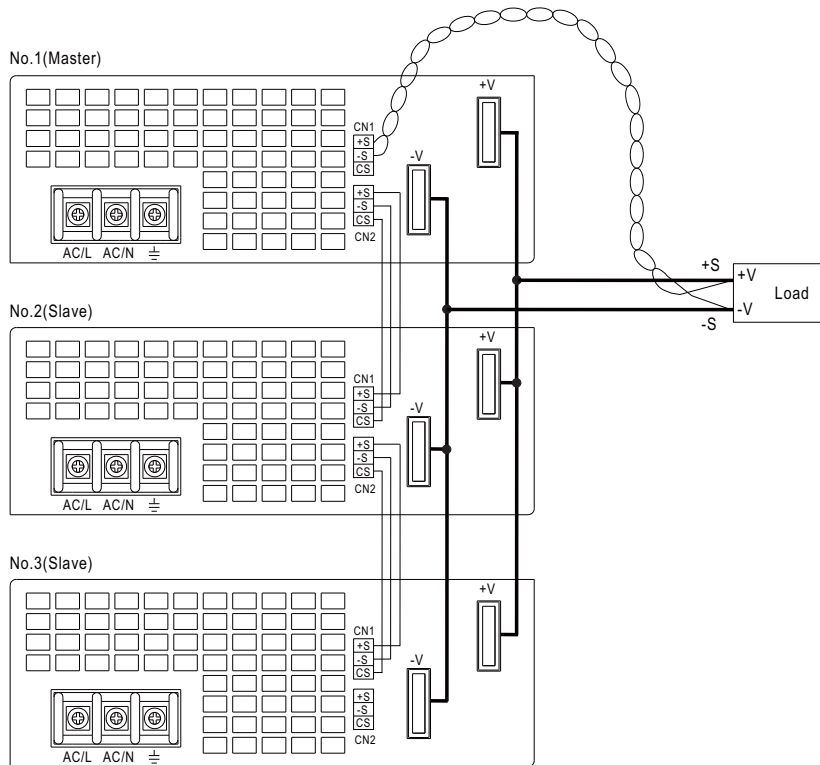 No.1(Master)
+V
CN1
+S
-S
CS
-V
+S
-S
CS
CN2
AC/L AC/N
+S
+V
Load
-V
-S
No.2(Slave)
+V
CN1
+S
-S
CS
-V
+S
-S
CS
CN2
AC/L AC/N
No.3(Slave)
+V
CN1
+S
-S
CS
-V
+S
-S
CS
CN2
AC/L AC/N